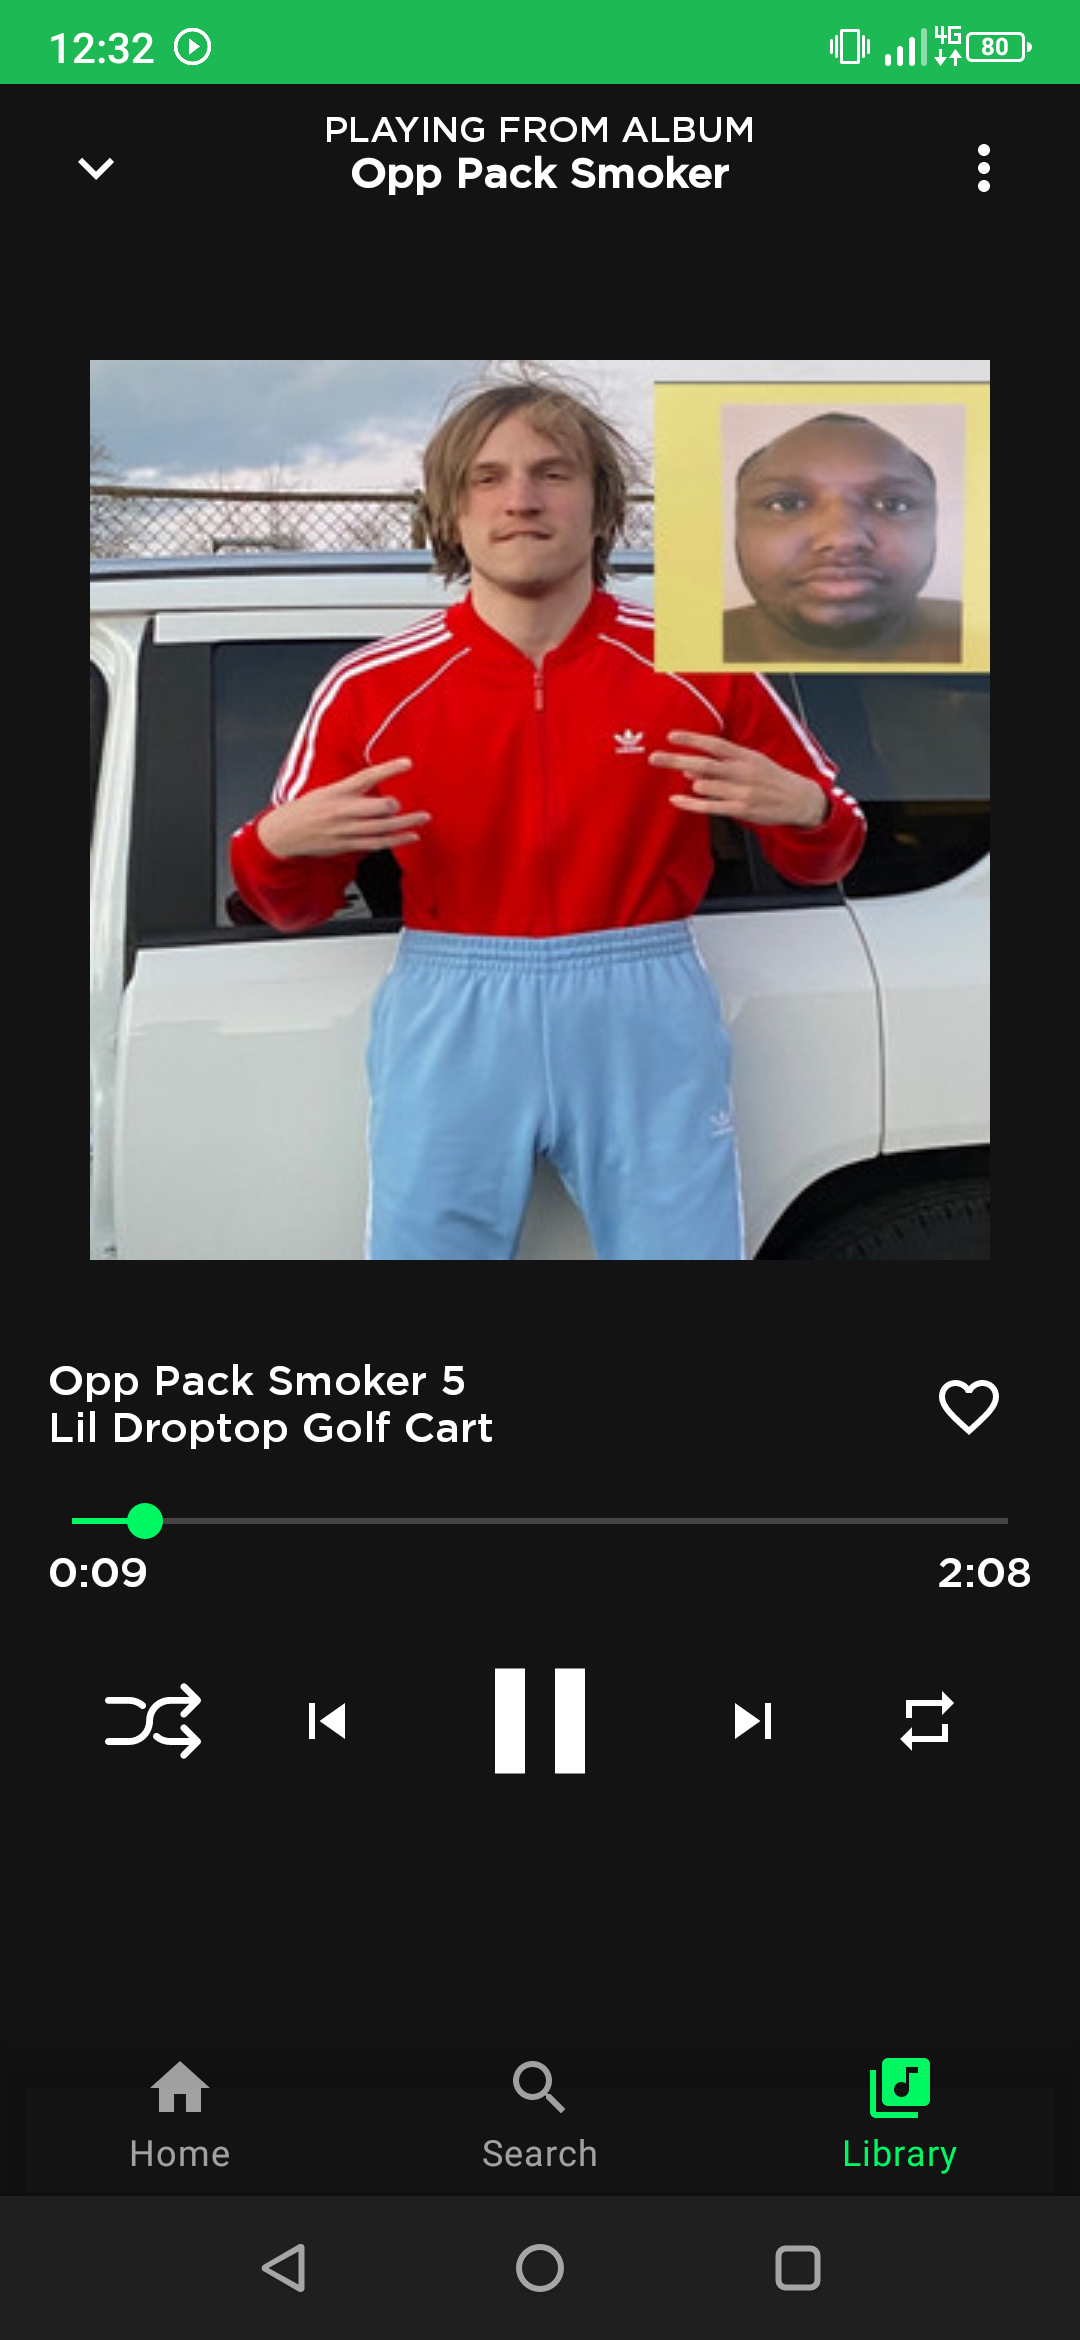 12:32
4G
80
PLAYING FROM ALBUM
Opp Pack Smoker
Opp Pack Smoker 5
Lil Droptop Golf Cart
0:09
2:08
Home
Search
Library